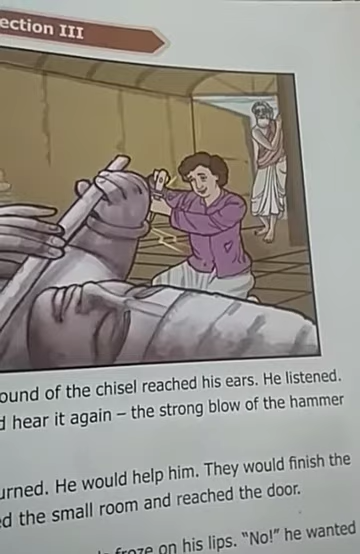 ection III
ound of the chisel reached his ears. He listened.
d hear it again – the strong blow of the hammer
urned. He would help him. They would finish the
ed the small room and reached the door.
froze on his lips. "No!" he wanted